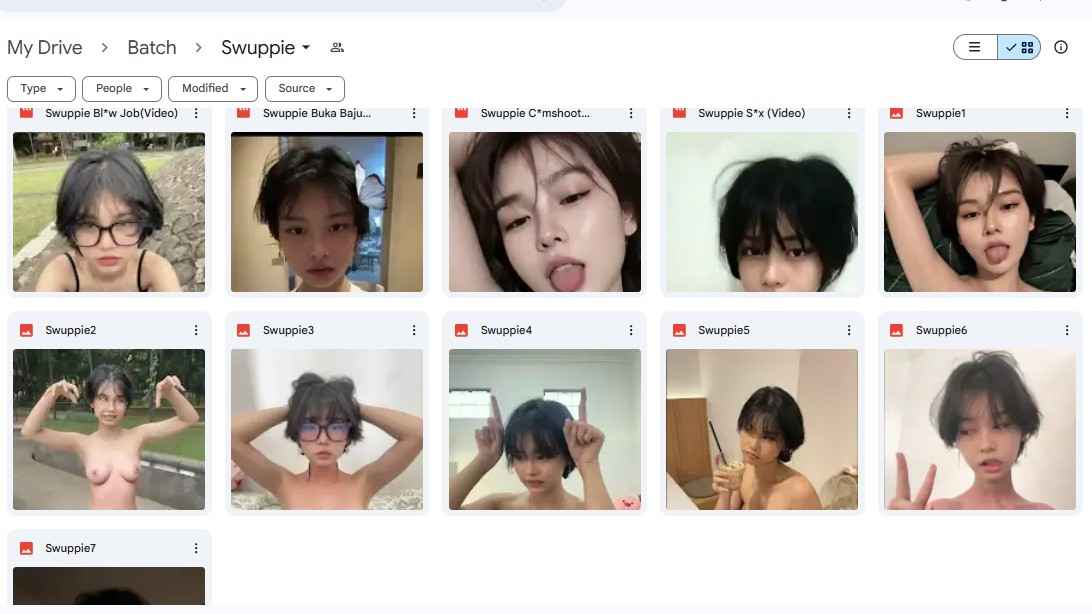 My Drive > Batch > Swuppie
Type People Modified Source
Swuppie Bl*w Job(Video) Swuppie Buka Baju... Swuppie C*mshoot... Swuppie S*x (Video) Swuppie1
Swuppie2 Swuppie3 Swuppie4 Swuppie5 Swuppie6
Swuppie7